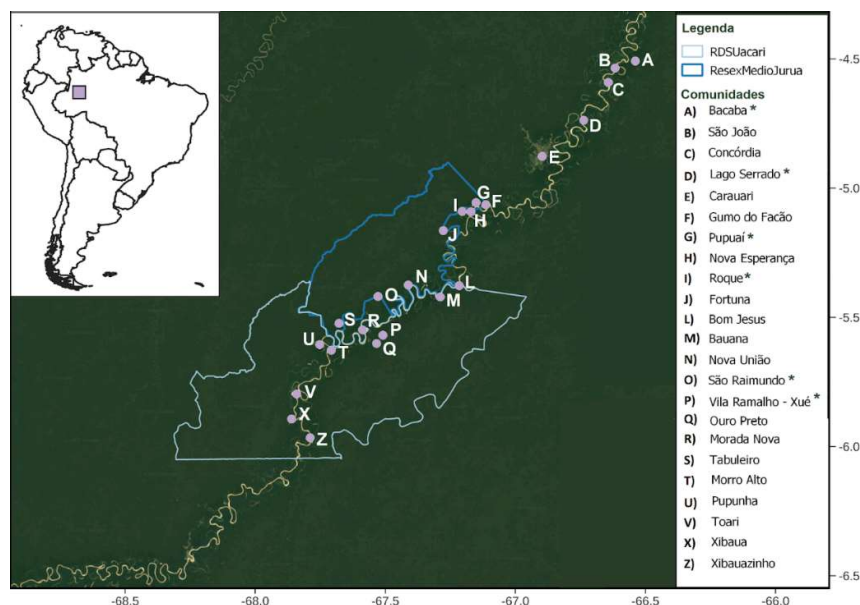 Legenda
RDSUacari
ResexMedioJurua
Comunidades
A) Bacaba *
B) São João
C) Concórdia
D) Lago Serrado *
E) Carauari
F) Gumo do Facão
G) Pupuaí *
H) Nova Esperança
I) Roque *
J) Fortuna
L) Bom Jesus
M) Bauana
N) Nova União
O) São Raimundo *
P) Vila Ramalho - Xué *
Q) Ouro Preto
R) Morada Nova
S) Tabuleiro
T) Morro Alto
U) Pupunha
V) Toari
X) Xibaua
Z) Xibauazinho
B A
C
D
E
G
I F
H
J
N L
O M
S R P
U Q
T
V
X
Z
-4.5
-5.0
-5.5
-6.0
-6.5
-68.5 -68.0 -67.5 -67.0 -66.5 -66.0